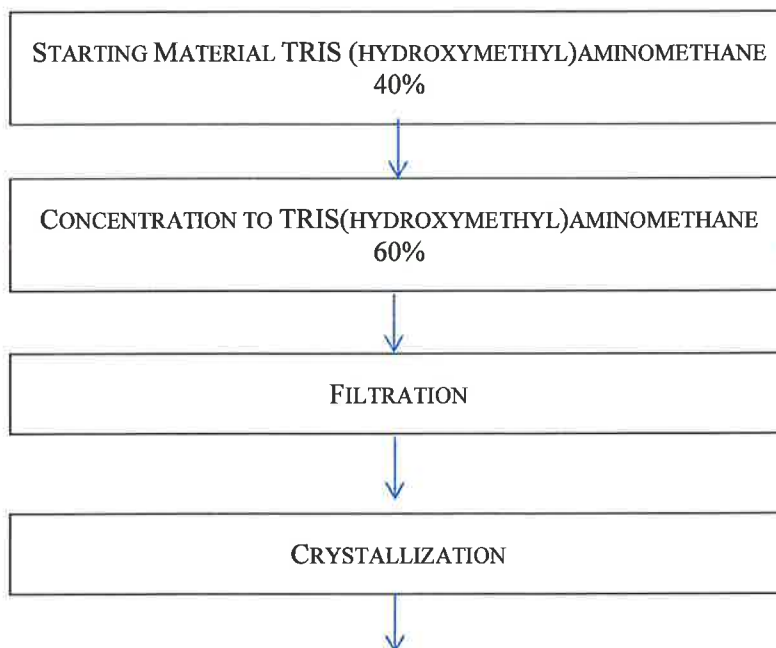 STARTING MATERIAL TRIS (HYDROXYMETHYL)AMINOMETHANE
40%
CONCENTRATION TO TRIS(HYDROXYMETHYL)AMINOMETHANE
60%
FILTRATION
CRYSTALLIZATION